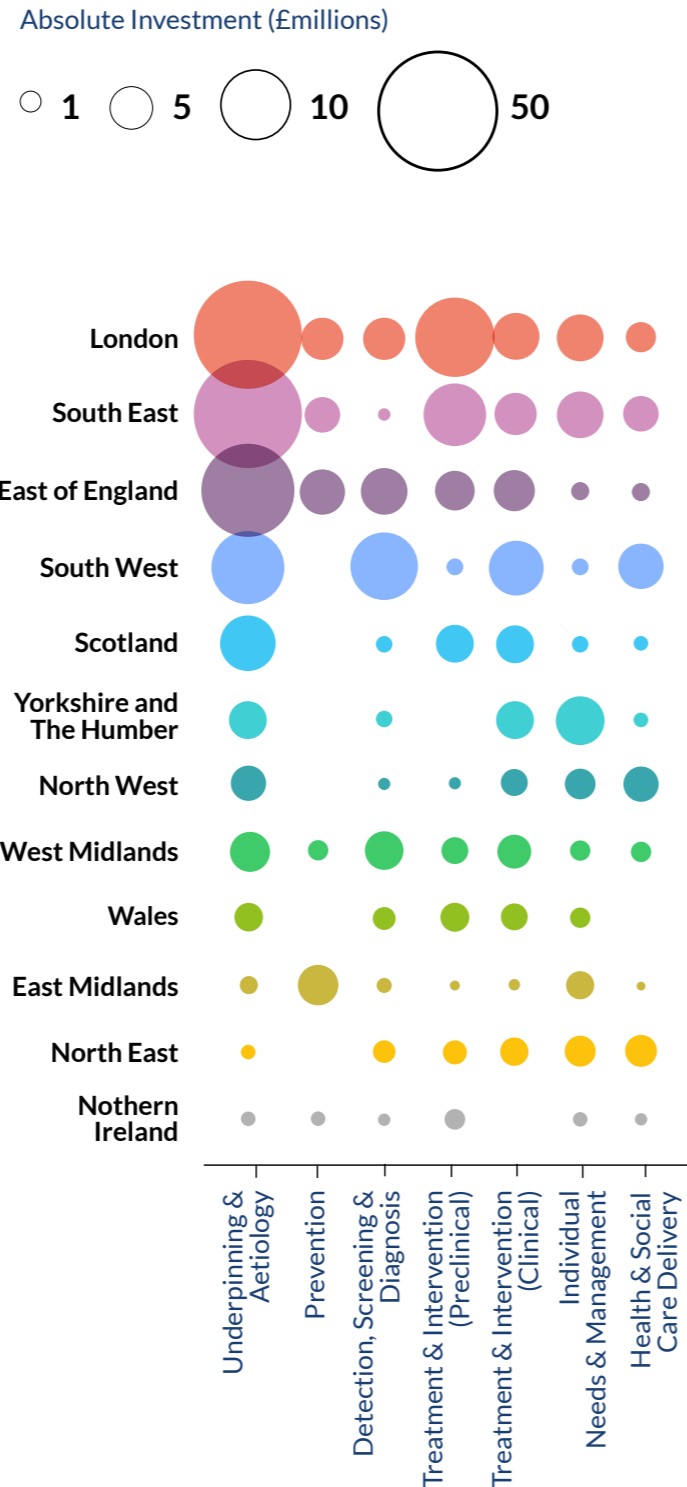 Absolute Investment (£millions)
1 5 10 50
London
South East
East of England
South West
Scotland
Yorkshire and
The Humber
North West
West Midlands
Wales
East Midlands
North East
Nothern
Ireland
Underpinning &
Aetiology
Prevention
Detection, Screening &
Diagnosis
Treatment & Intervention
(Preclinical)
Treatment & Intervention
(Clinical)
Individual
Needs & Management
Health & Social
Care Delivery